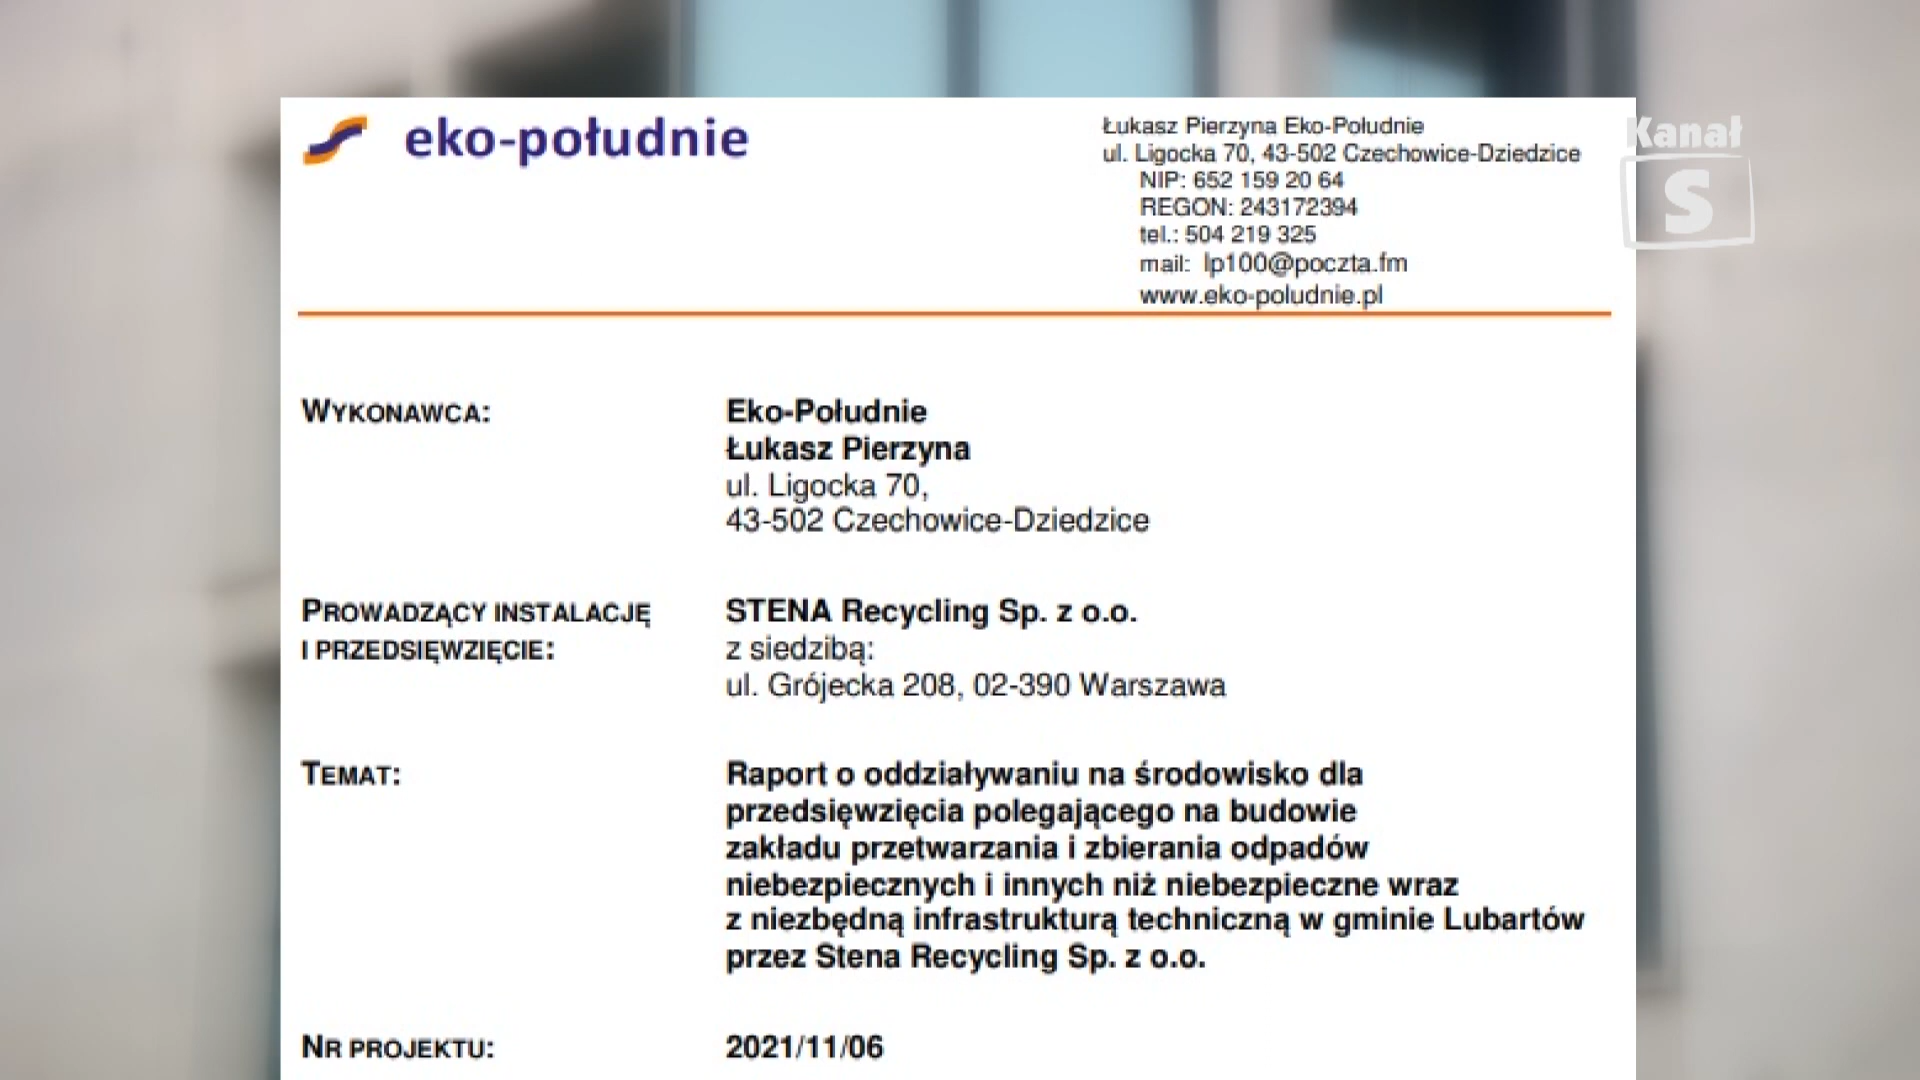 eko-południe
Łukasz Pierzyna Eko-Południe
ul. Ligocka 70, 43-502 Czechowice-Dziedzice
NIP: 652 159 20 64
REGON: 243172394
tel.: 504 219 325
mail: lp100@poczta.fm
www.eko-poludnie.pl
Kanał
S
WYKONAWCA:
Eko-Południe
Łukasz Pierzyna
ul. Ligocka 70,
43-502 Czechowice-Dziedzice
PROWADZĄCY INSTALACJĘ
I PRZEDSIĘWZIĘCIE:
STENA Recycling Sp. z o.o.
z siedzibą:
ul. Grójecka 208, 02-390 Warszawa
TEMAT:
Raport o oddziaływaniu na środowisko dla
przedsięwzięcia polegającego na budowie
zakładu przetwarzania i zbierania odpadów
niebezpiecznych i innych niż niebezpieczne wraz
z niezbędną infrastrukturą techniczną w gminie Lubartów
przez Stena Recycling Sp. z o.o.
NR PROJEKTU:
2021/11/06